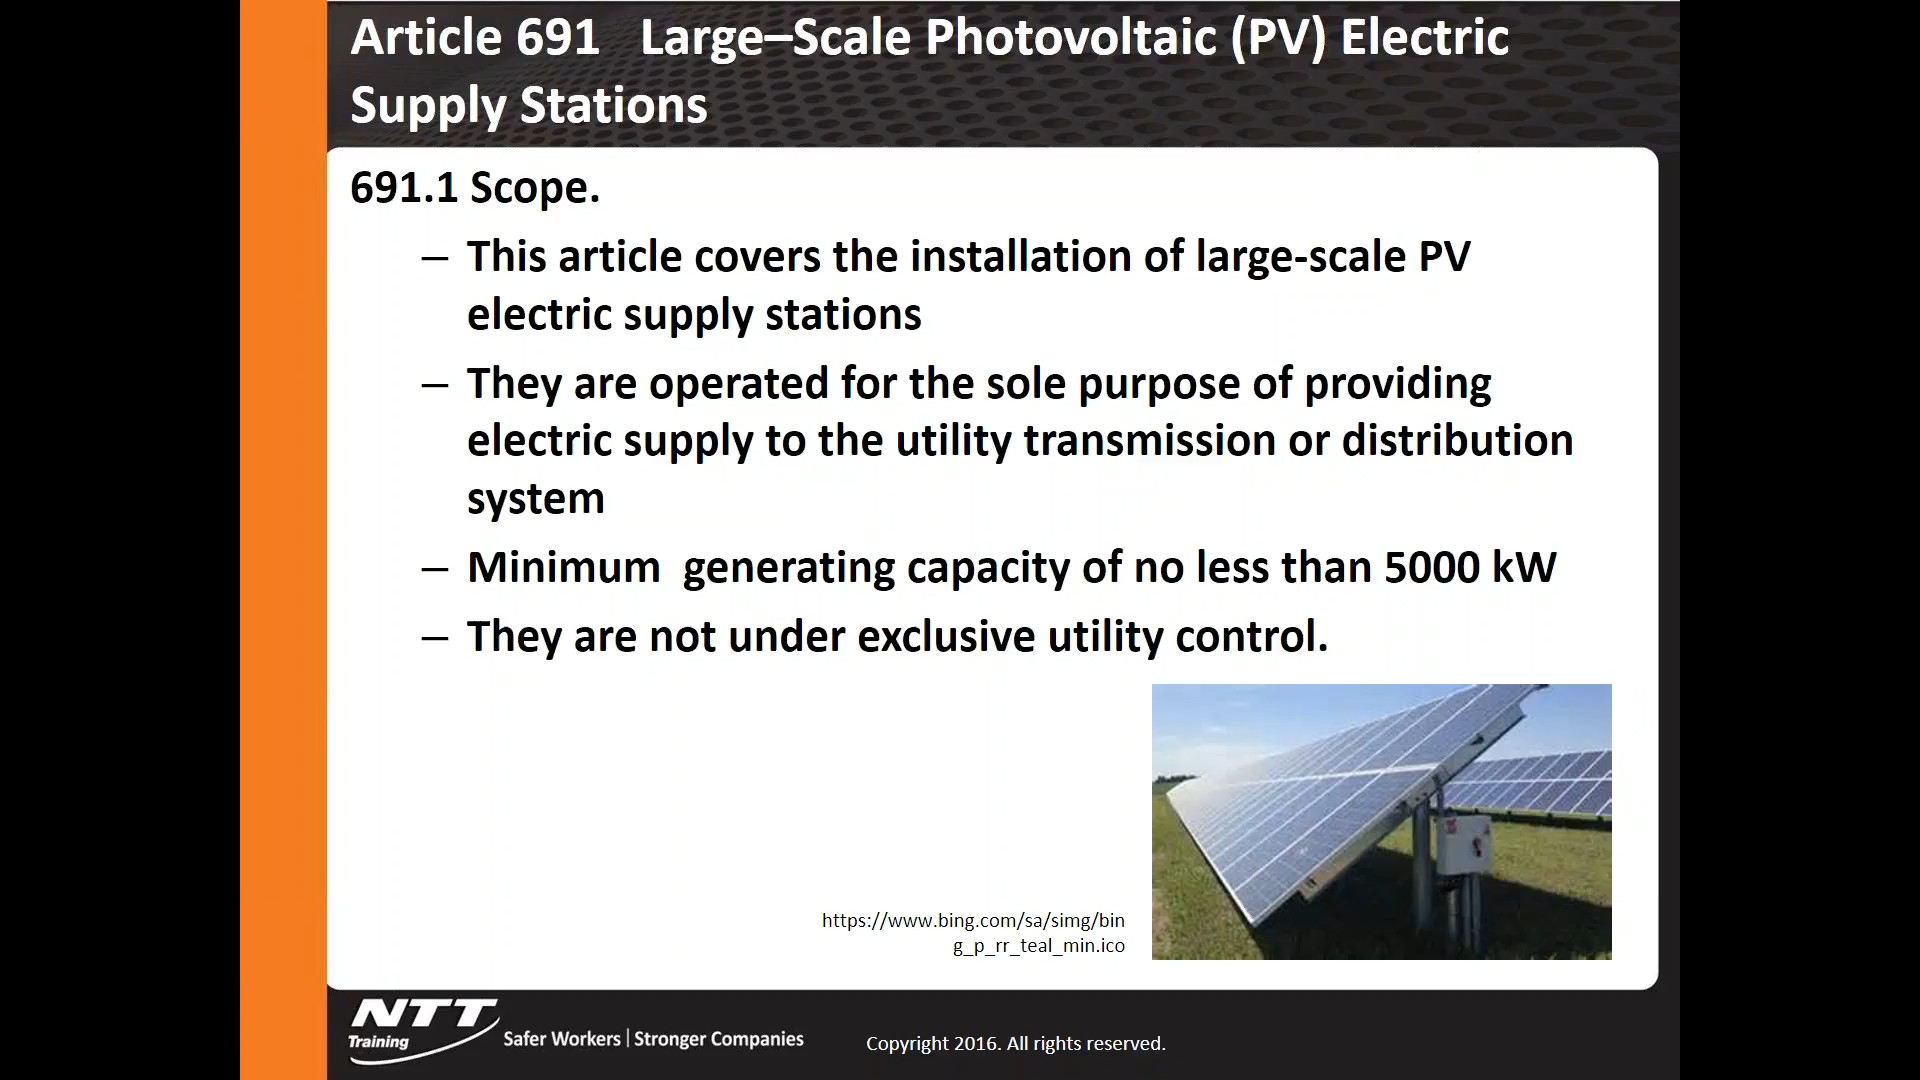 Article 691 Large–Scale Photovoltaic (PV) Electric
Supply Stations
691.1 Scope.
– This article covers the installation of large-scale PV
electric supply stations
– They are operated for the sole purpose of providing
electric supply to the utility transmission or distribution
system
– Minimum generating capacity of no less than 5000 kW
– They are not under exclusive utility control.
https://www.bing.com/sa/simg/bin
g_p_rr_teal_min.ico
NTT
Training
Safer Workers | Stronger Companies
Copyright 2016. All rights reserved.